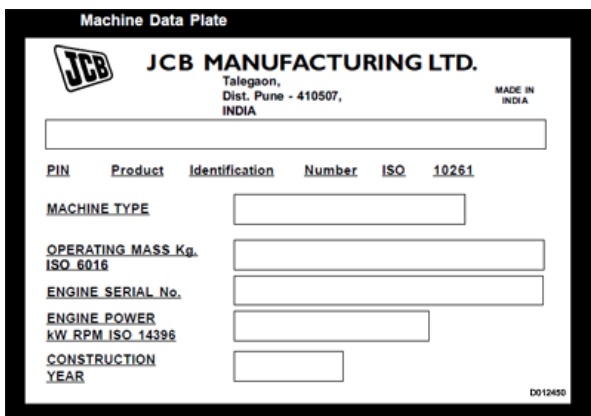 Machine Data Plate
JCB
JCB MANUFACTURING LTD.
Talegaon,
Dist. Pune - 410507,
INDIA
MADE IN
INDIA
PIN Product Identification Number ISO 10261
MACHINE TYPE
OPERATING MASS Kg.
ISO 6016
ENGINE SERIAL No.
ENGINE POWER
kW RPM ISO 14396
CONSTRUCTION
YEAR
D012450